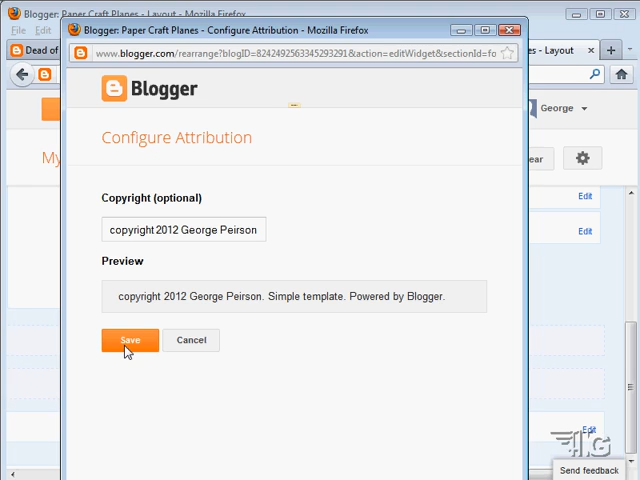 Blogger: Paper Craft Planes - Layout - Mozilla Firefox
Blogger: Paper Craft Planes - Configure Attribution - Mozilla Firefox
File Edit
Dead of
es - Layout
www.blogger.com/rearrange?blogID=8242492563345293291&action=editWidget&sectionId=fo
Blogger
George
Configure Attribution
My
ear
Copyright (optional)
Edit
copyright 2012 George Peirson
Edit
Preview
copyright 2012 George Peirson. Simple template. Powered by Blogger.
Save
Cancel
Edit
Send feedback